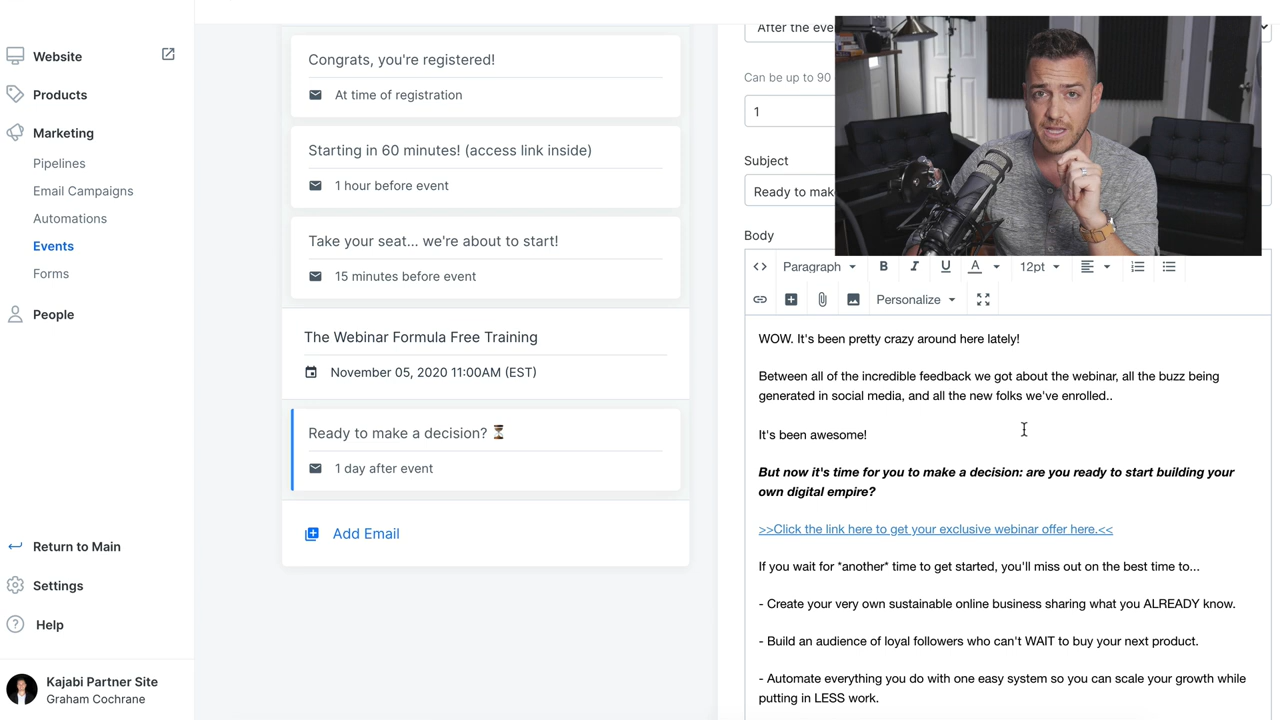 Website
Products
Marketing
Pipelines
Email Campaigns
Automations
Events
Forms
People
Return to Main
Settings
Help
Kajabi Partner Site
Graham Cochrane
Congrats, you're registered!
At time of registration
Starting in 60 minutes! (access link inside)
1 hour before event
Take your seat... we're about to start!
15 minutes before event
The Webinar Formula Free Training
November 05, 2020 11:00AM (EST)
Ready to make a decision? ⏳
1 day after event
Add Email
After the eve
Can be up to 90
1
Subject
Ready to mak
Body
Paragraph B I U A 12pt
Personalize
WOW. It's been pretty crazy around here lately!
Between all of the incredible feedback we got about the webinar, all the buzz being
generated in social media, and all the new folks we've enrolled..
It's been awesome!
But now it's time for you to make a decision: are you ready to start building your
own digital empire?
>>Click the link here to get your exclusive webinar offer here.<<
If you wait for *another* time to get started, you'll miss out on the best time to...
- Create your very own sustainable online business sharing what you ALREADY know.
- Build an audience of loyal followers who can't WAIT to buy your next product.
- Automate everything you do with one easy system so you can scale your growth while
putting in LESS work.